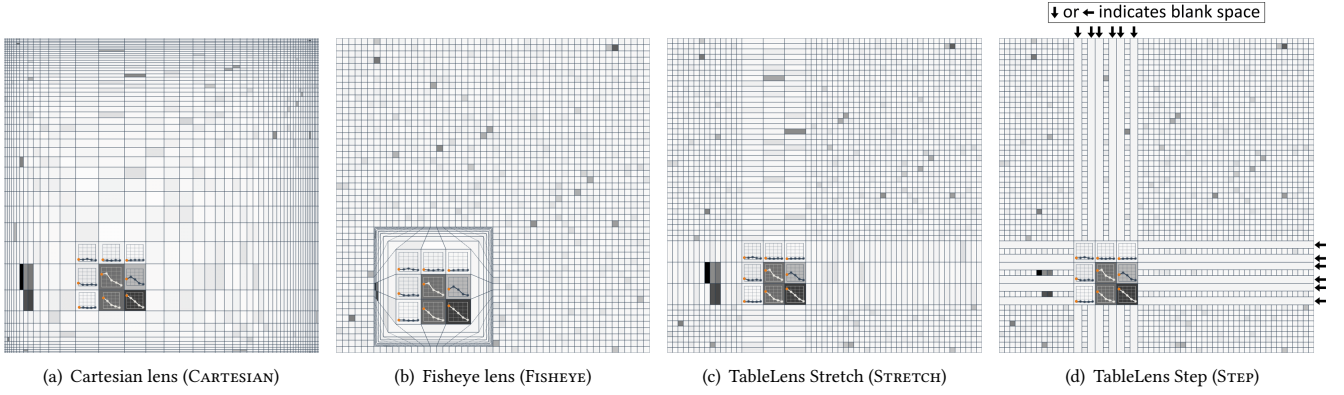 ↓ or ← indicates blank space
(a) Cartesian lens (CARTESIAN)
(b) Fisheye lens (FISHEYE)
(c) TableLens Stretch (STRETCH)
(d) TableLens Step (STEP)